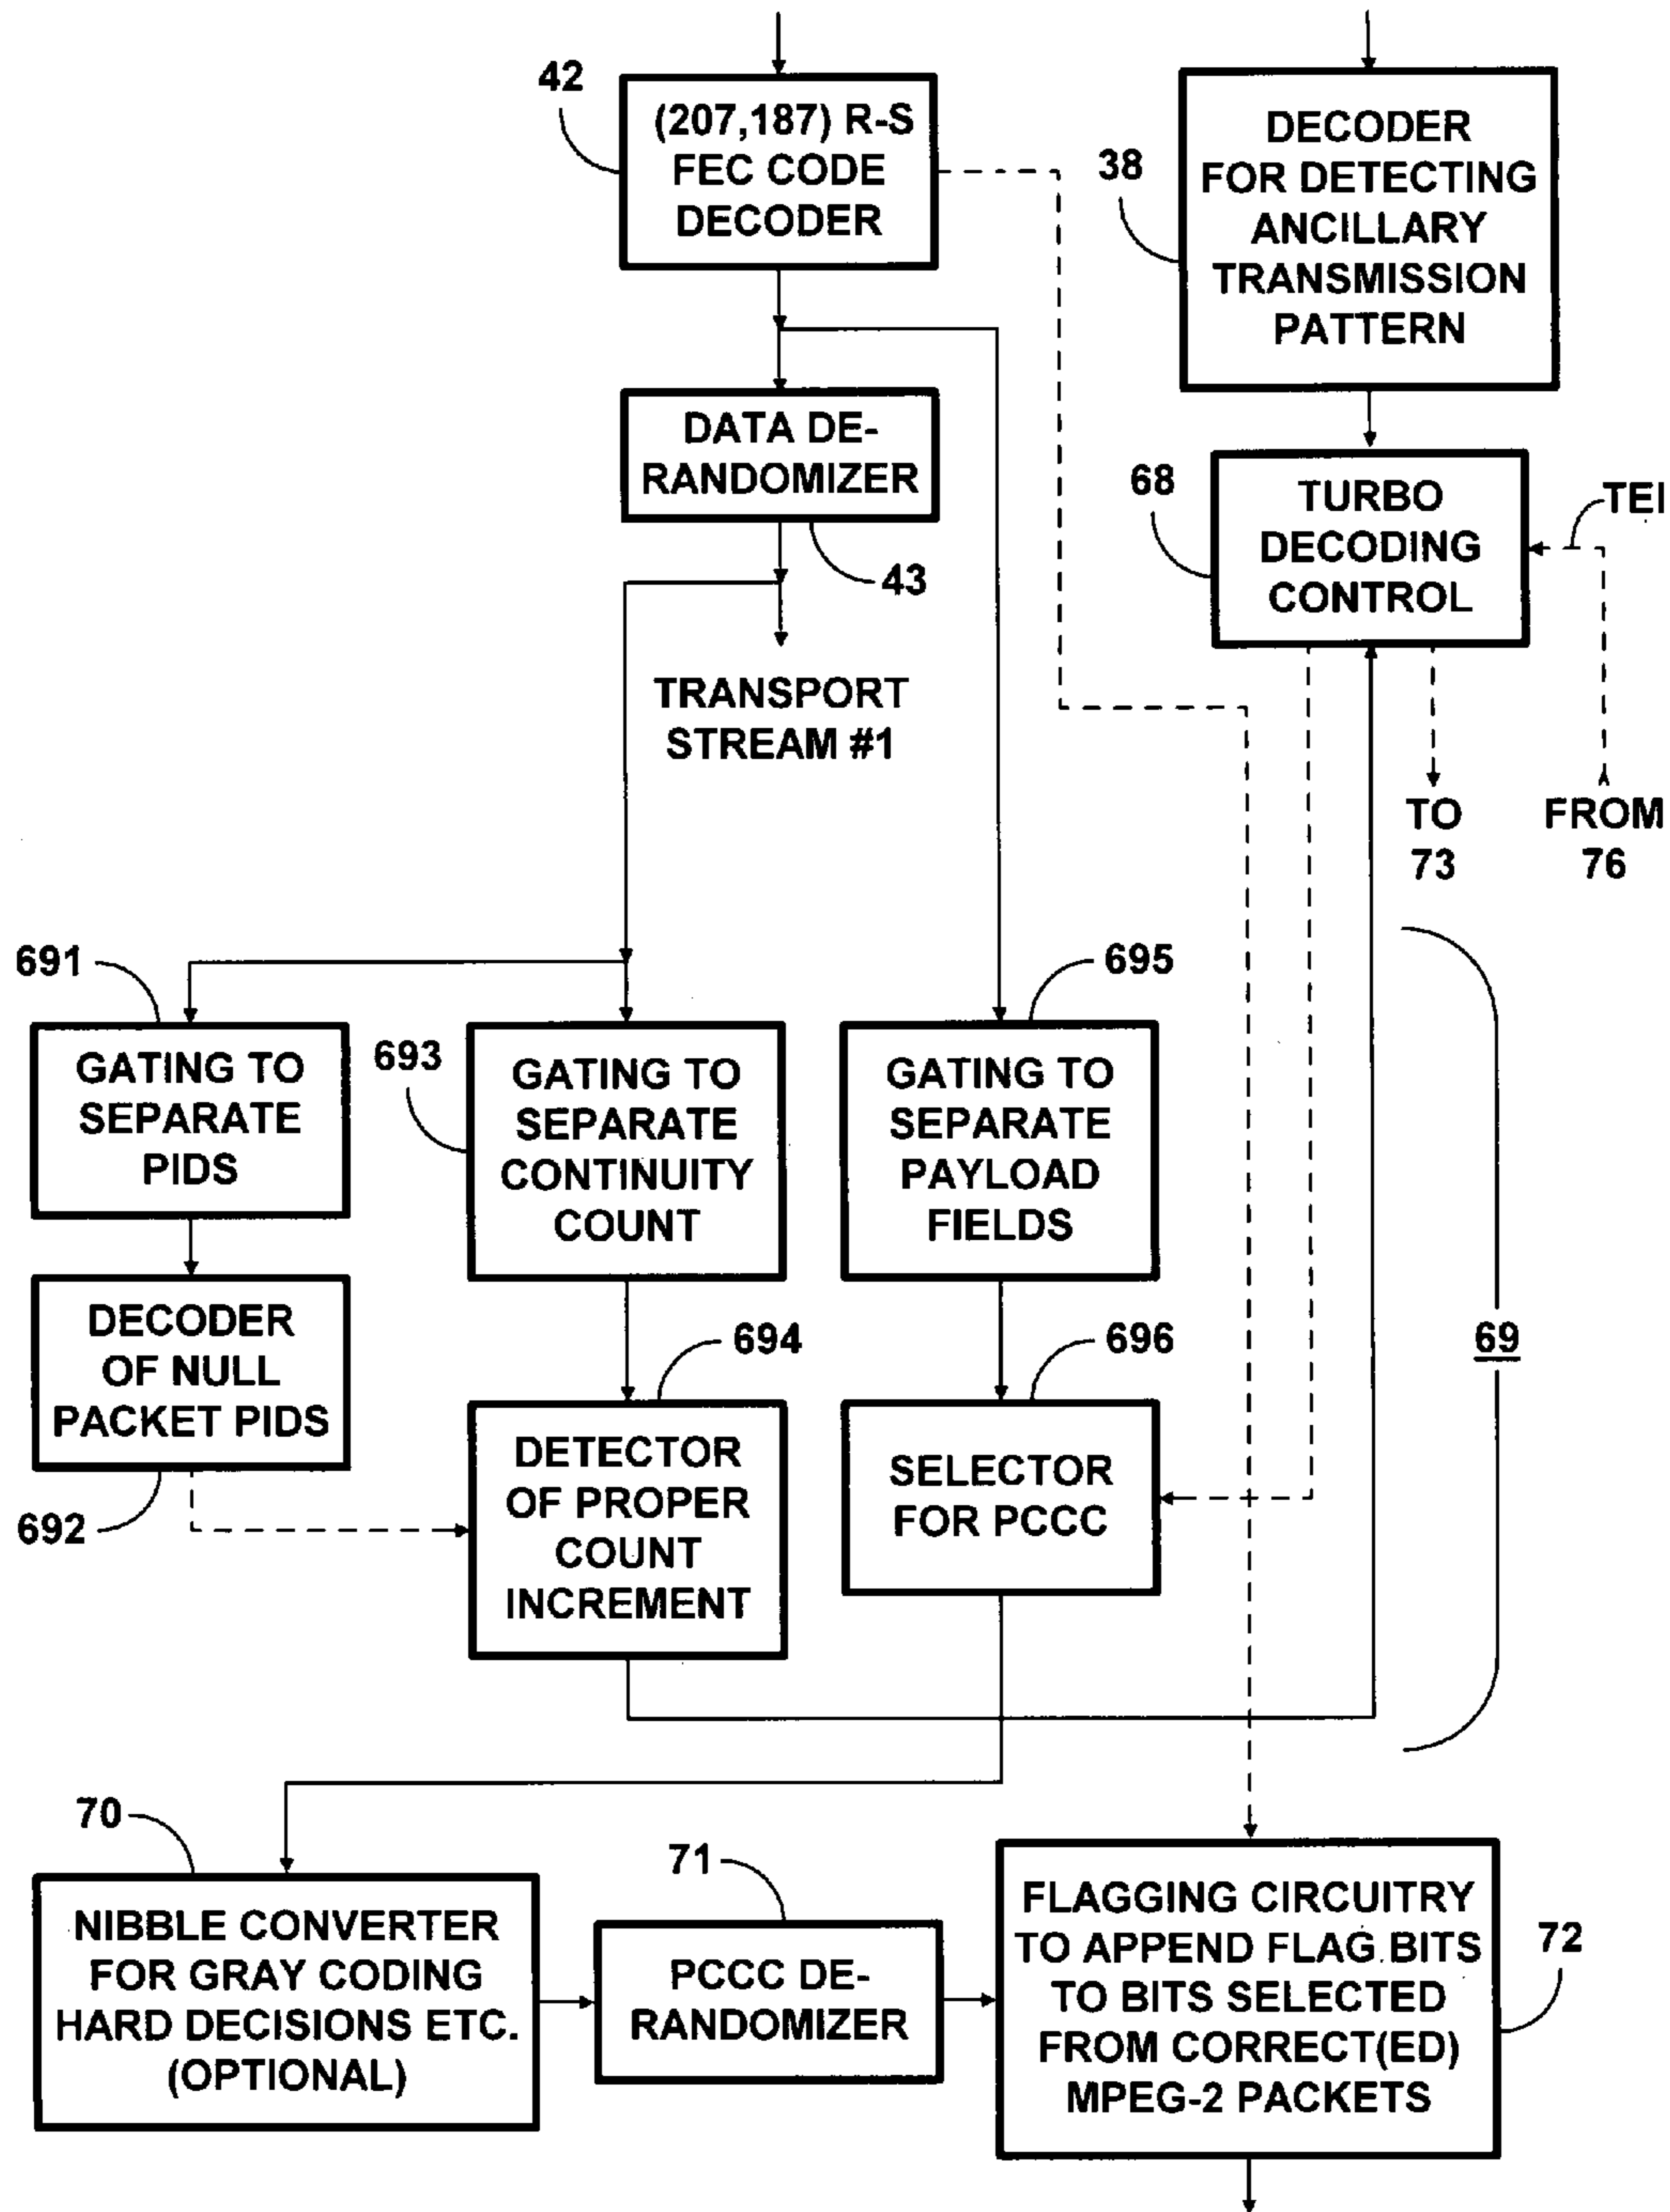 42
(207,187) R-S
FEC CODE
DECODER
38
DECODER
FOR DETECTING
ANCILLARY
TRANSMISSION
PATTERN
DATA DE-
RANDOMIZER
43
68
TURBO
DECODING
CONTROL
TEI
TRANSPORT
STREAM #1
TO
73
FROM
76
691
GATING TO
SEPARATE
PIDS
693
GATING TO
SEPARATE
CONTINUITY
COUNT
695
GATING TO
SEPARATE
PAYLOAD
FIELDS
DECODER
OF NULL
PACKET PIDS
692
694
DETECTOR
OF PROPER
COUNT
INCREMENT
696
SELECTOR
FOR PCCC
69
70
NIBBLE CONVERTER
FOR GRAY CODING
HARD DECISIONS ETC.
(OPTIONAL)
71
PCCC DE-
RANDOMIZER
FLAGGING CIRCUITRY
TO APPEND FLAG BITS
TO BITS SELECTED
FROM CORRECT(ED)
MPEG-2 PACKETS
72